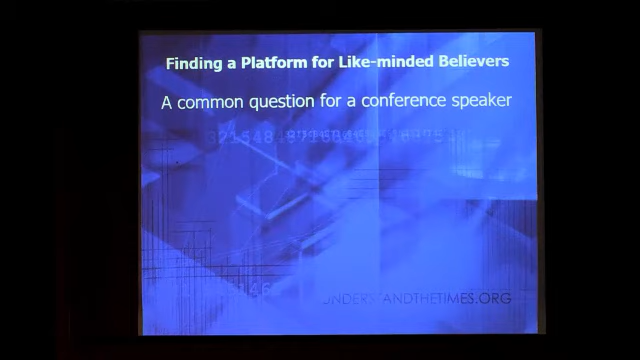 Finding a Platform for Like-minded Believers
A common question for a conference speaker
UNDERSTANDTHETIMES.ORG